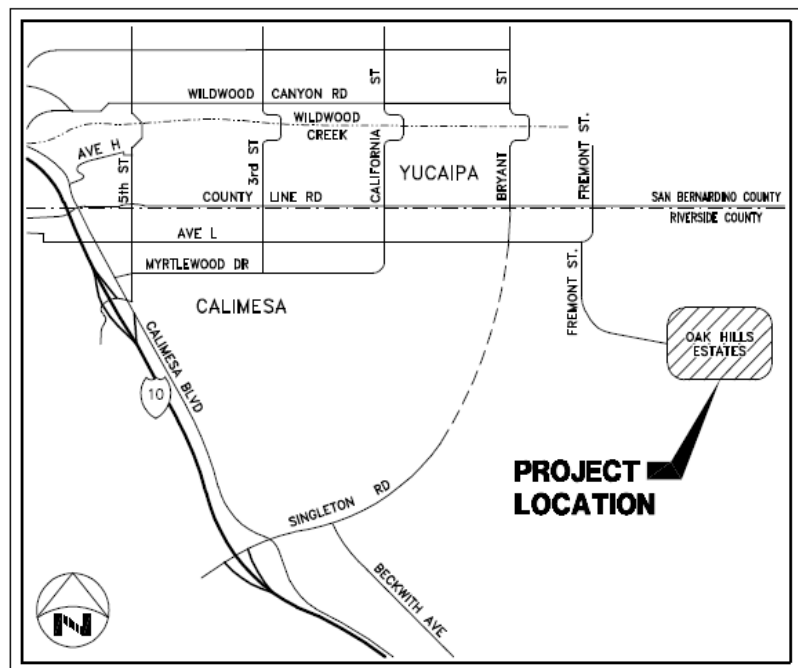 ST
ST
WILDWOOD CANYON RD
WILDWOOD
CREEK
AVE H
5th ST
3rd ST
CALIFORNIA
YUCAIPA
BRYANT
FREMONT ST.
COUNTY LINE RD
SAN BERNARDINO COUNTY
RIVERSIDE COUNTY
AVE L
MYRTLEWOOD DR
CALIMESA
FREMONT ST.
OAK HILLS
ESTATES
CALIMESA BLVD
10
PROJECT
LOCATION
SINGLETON RD
BECKWITH AVE
N